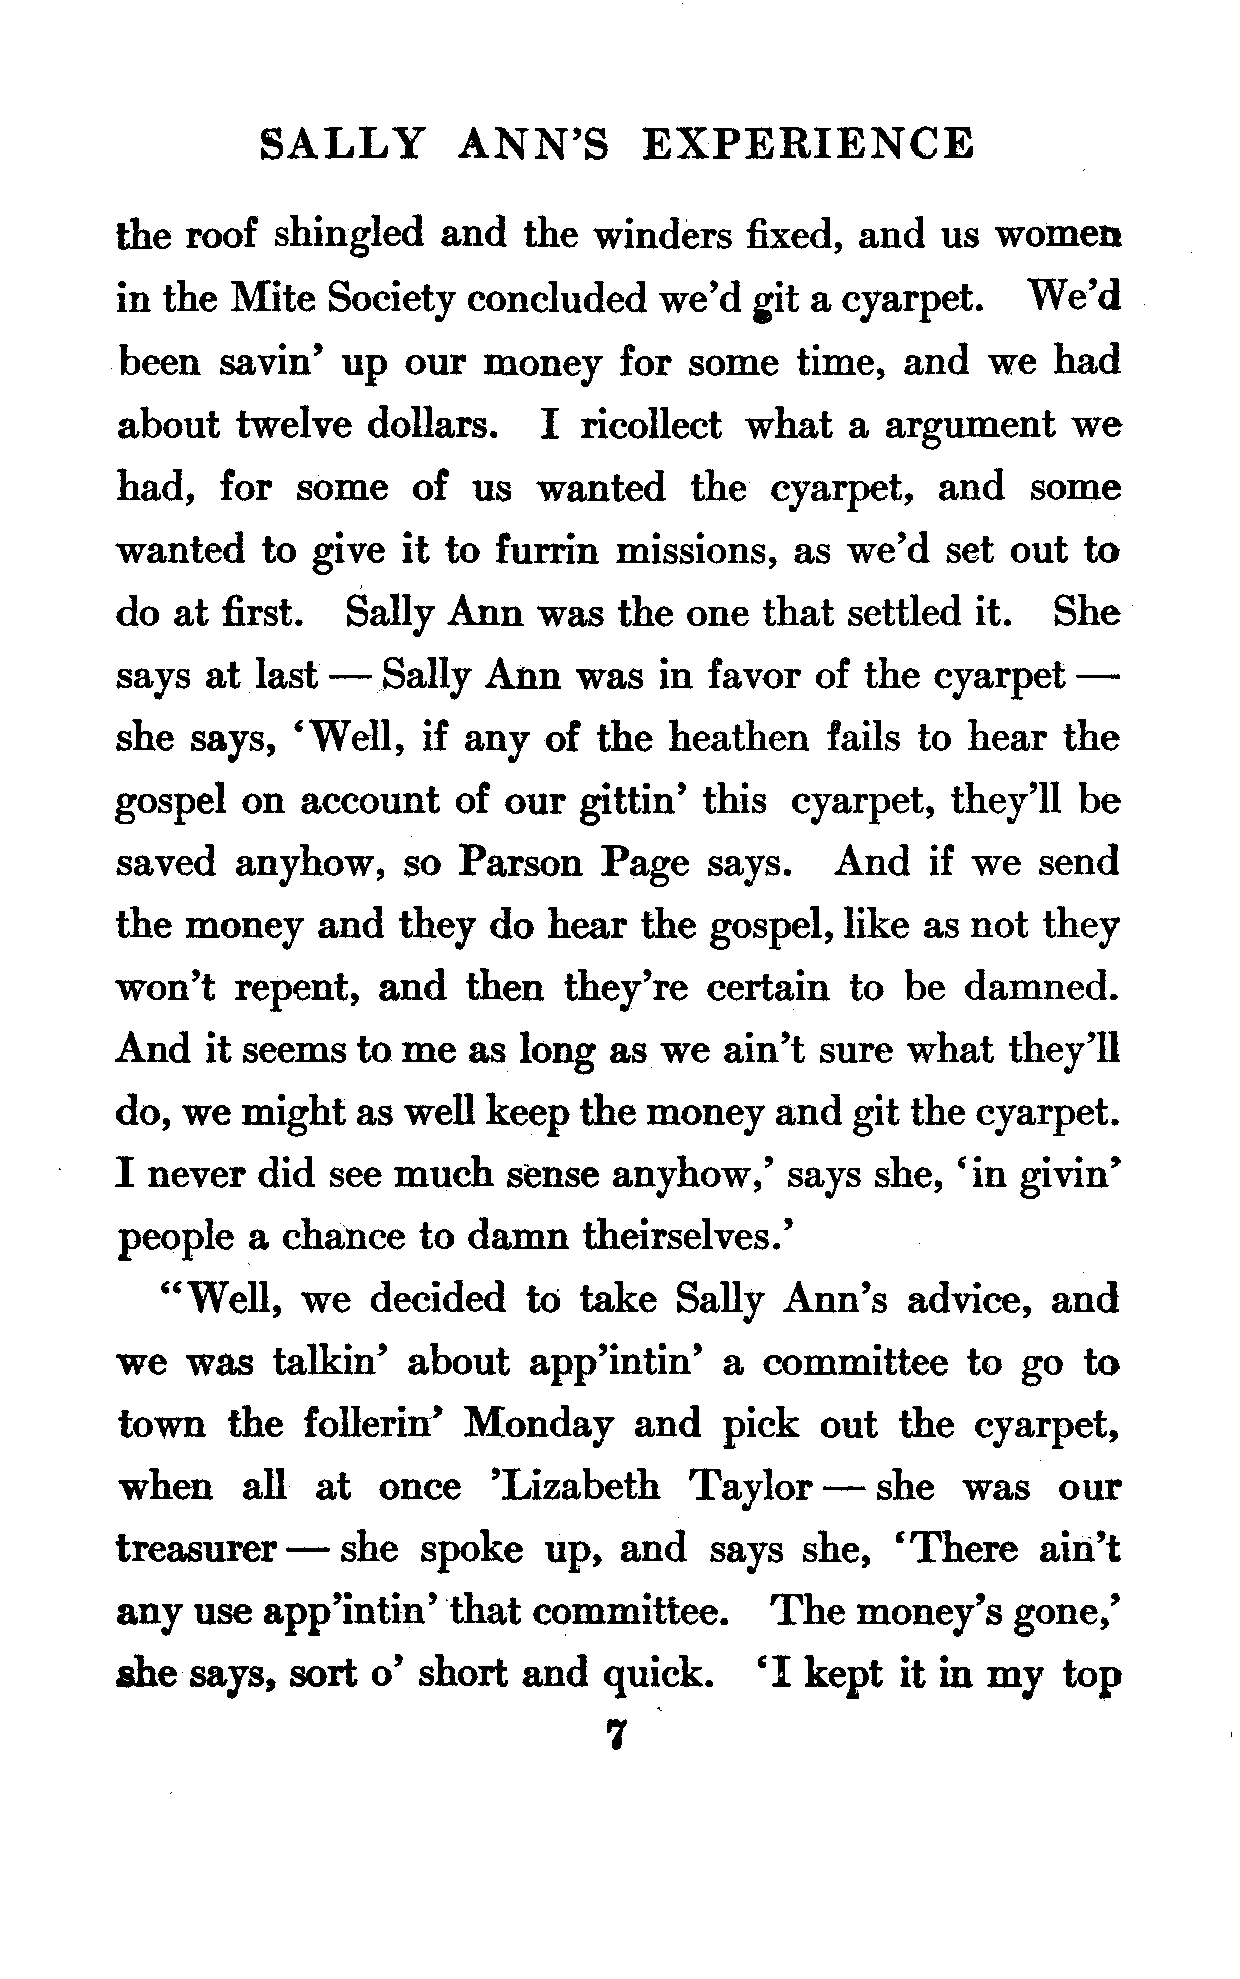 SALLY ANN'S EXPERIENCE
the roof shingled and the winders fixed, and us women
in the Mite Society concluded we'd git a cyarpet. We'd
been savin' up our money for some time, and we had
about twelve dollars. I ricollect what a argument we
had, for some of us wanted the cyarpet, and some
wanted to give it to furrin missions, as we'd set out to
do at first. Sally Ann was the one that settled it. She
says at last — Sally Ann was in favor of the cyarpet —
she says, 'Well, if any of the heathen fails to hear the
gospel on account of our gittin' this cyarpet, they'll be
saved anyhow, so Parson Page says. And if we send
the money and they do hear the gospel, like as not they
won't repent, and then they're certain to be damned.
And it seems to me as long as we ain't sure what they'll
do, we might as well keep the money and git the cyarpet.
I never did see much sense anyhow,' says she, 'in givin'
people a chance to damn theirselves.'
"Well, we decided to take Sally Ann's advice, and
we was talkin' about app'intin' a committee to go to
town the follerin' Monday and pick out the cyarpet,
when all at once 'Lizabeth Taylor — she was our
treasurer — she spoke up, and says she, 'There ain't
any use app'intin' that committee. The money's gone,'
she says, sort o' short and quick. 'I kept it in my top
7